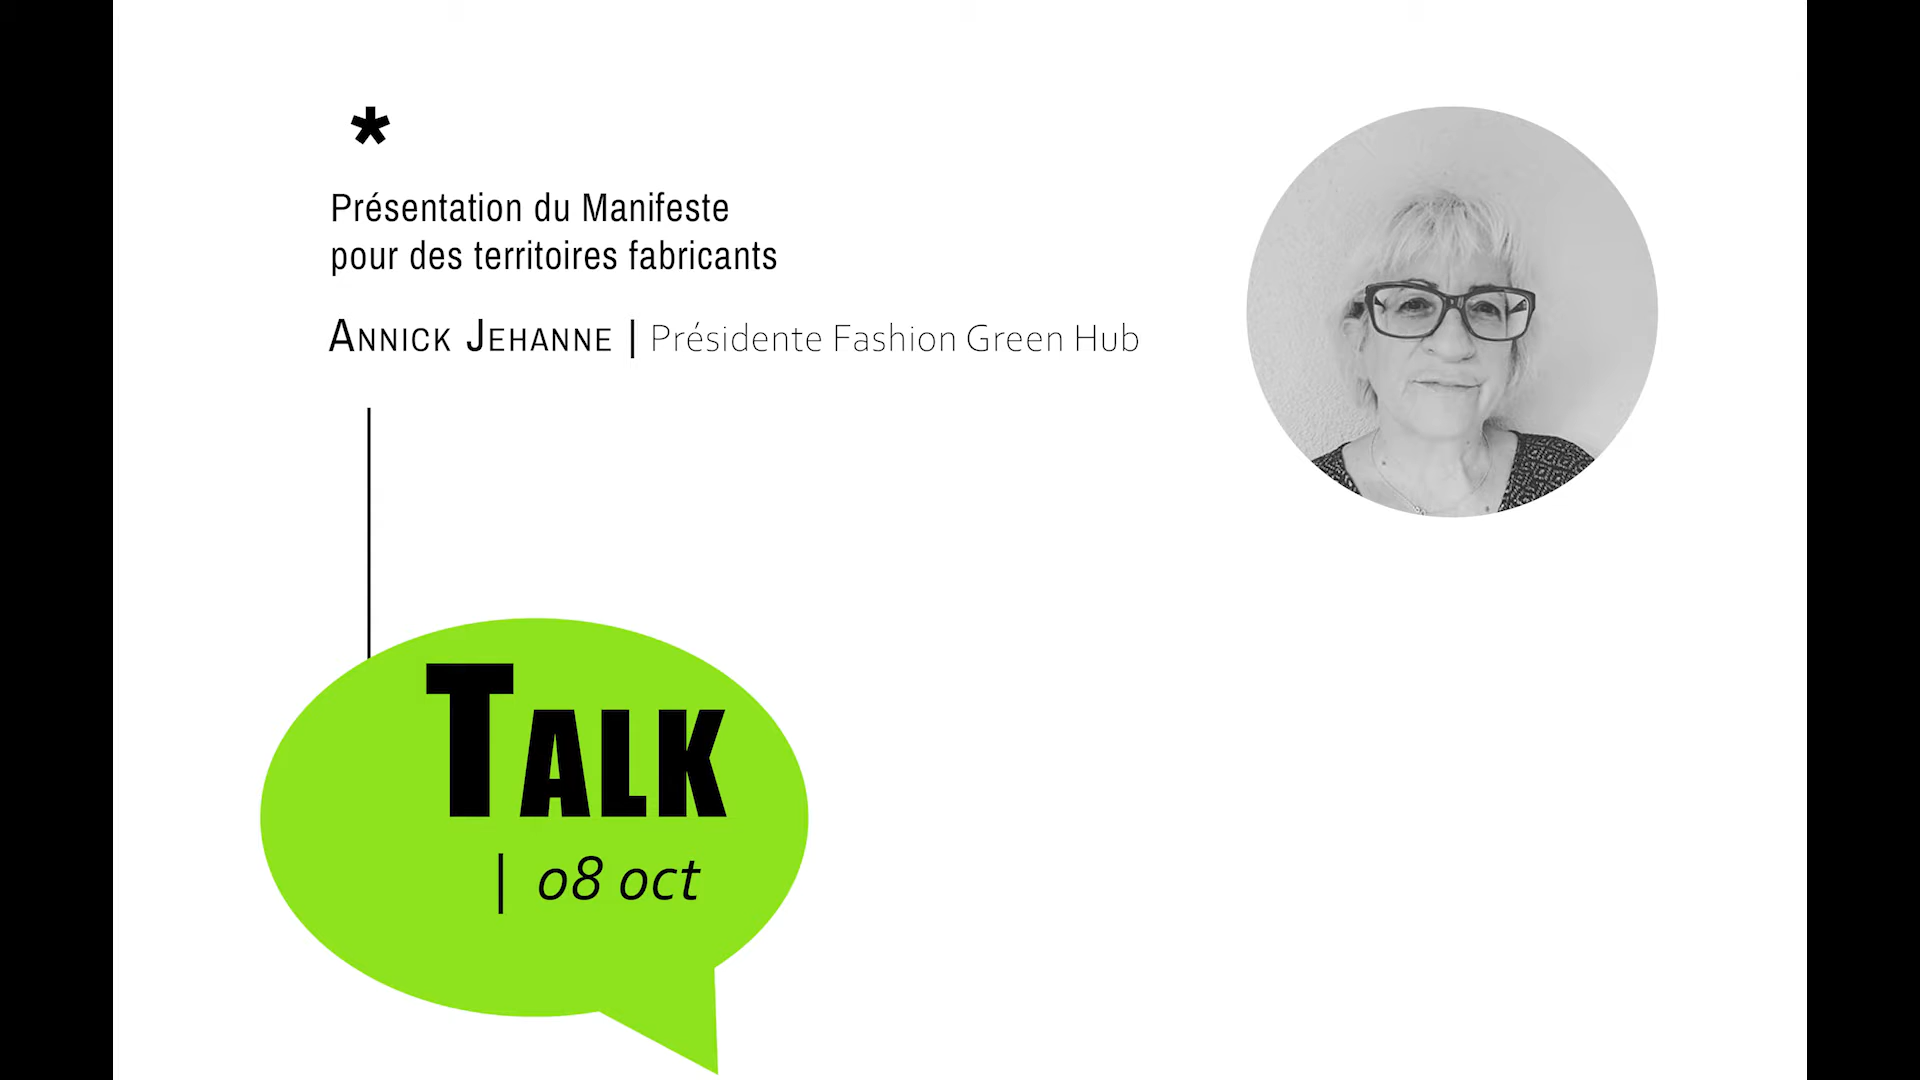 *
Présentation du Manifeste
pour des territoires fabricants
Annick Jehanne | Présidente Fashion Green Hub
Talk
| 08 oct